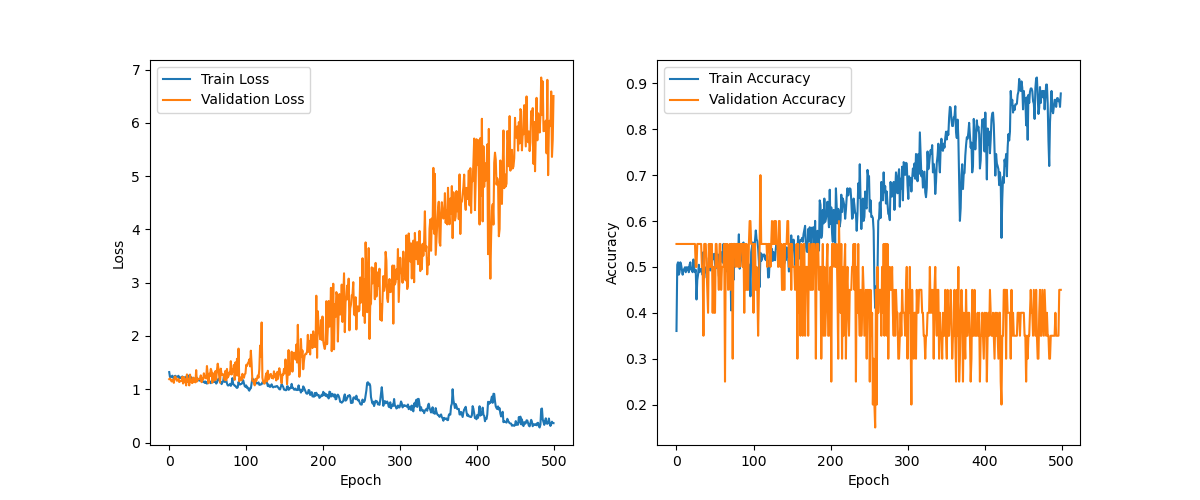 Train Loss
Validation Loss
7
6
5
4
3
2
1
0
Loss
0 100 200 300 400 500
Epoch
Train Accuracy
Validation Accuracy
0.9
0.8
0.7
0.6
0.5
0.4
0.3
0.2
Accuracy
0 100 200 300 400 500
Epoch